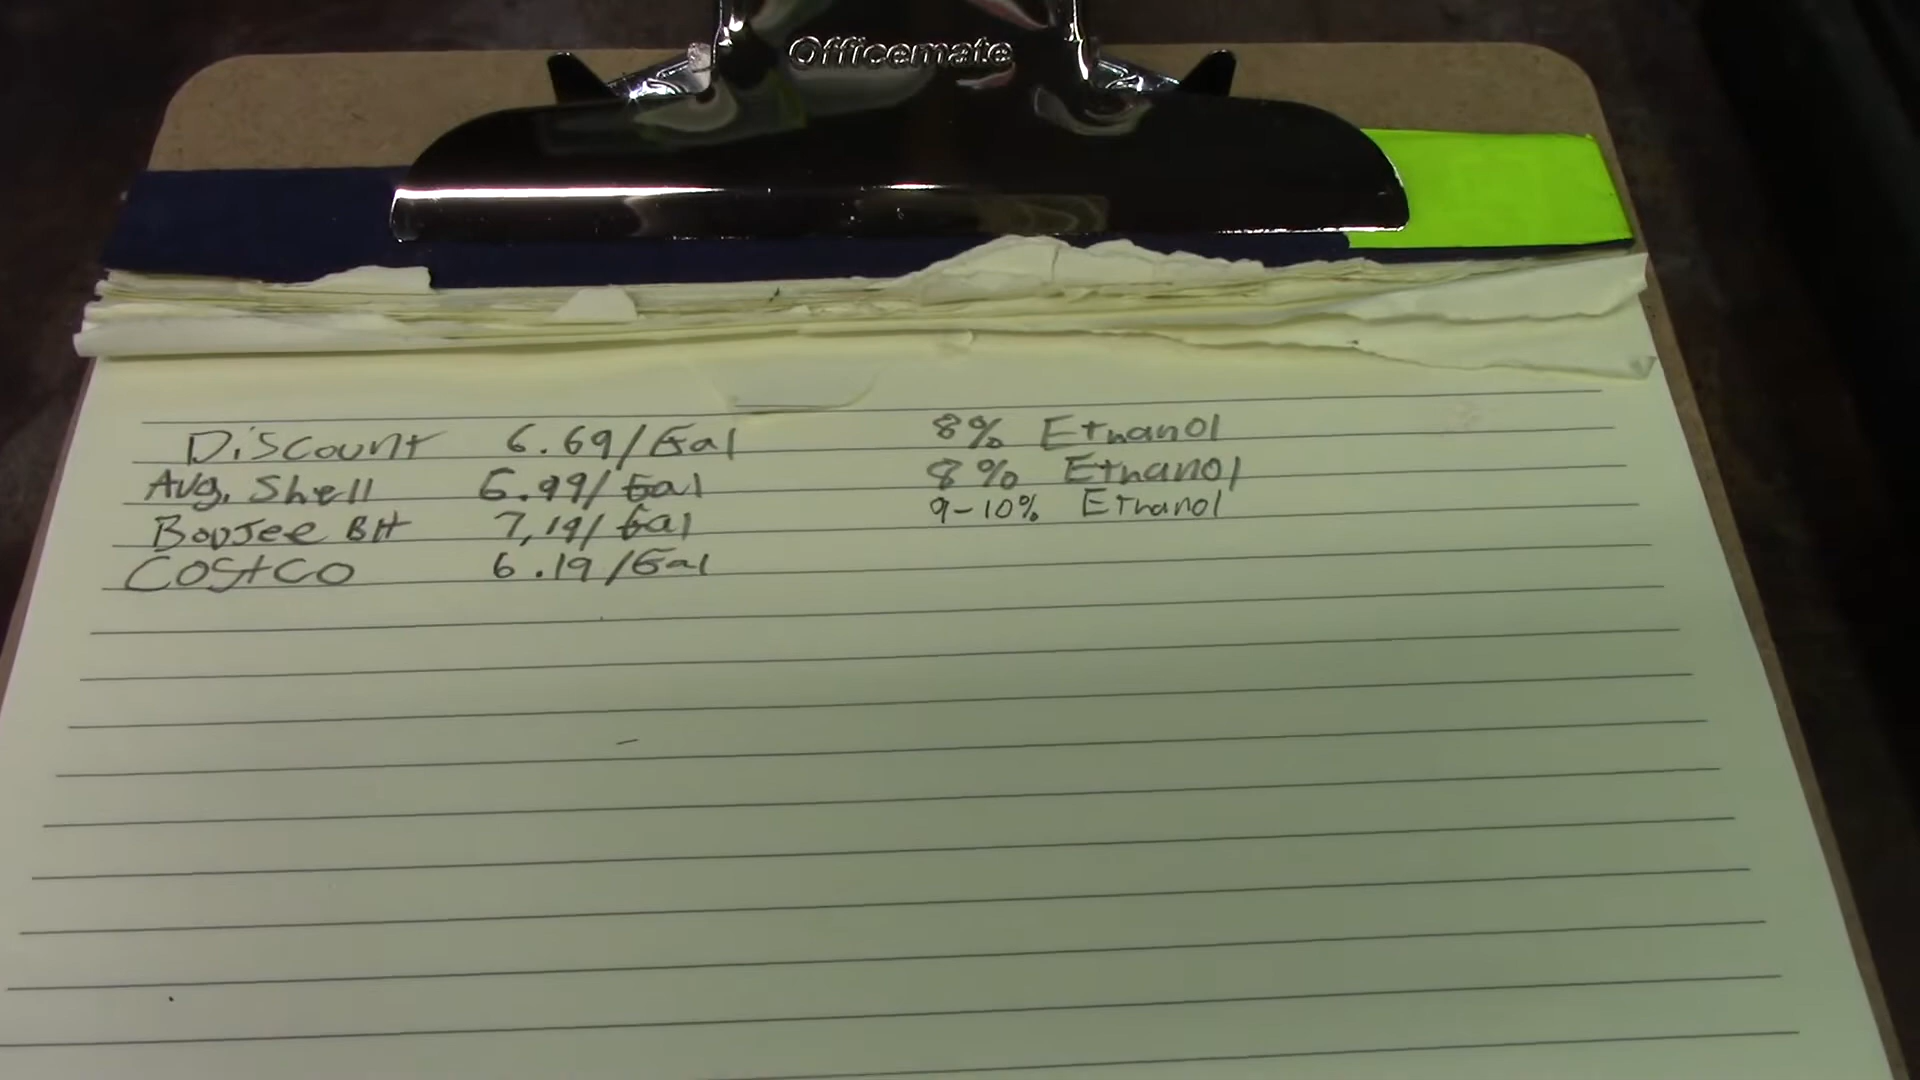 Officemate
Discount 6.69/Gal 8% Ethanol
Avg. Shell 6.99/Gal 8% Ethanol
Boujee BH 7,19/Gal 9-10% Ethanol
Costco 6.19/Gal